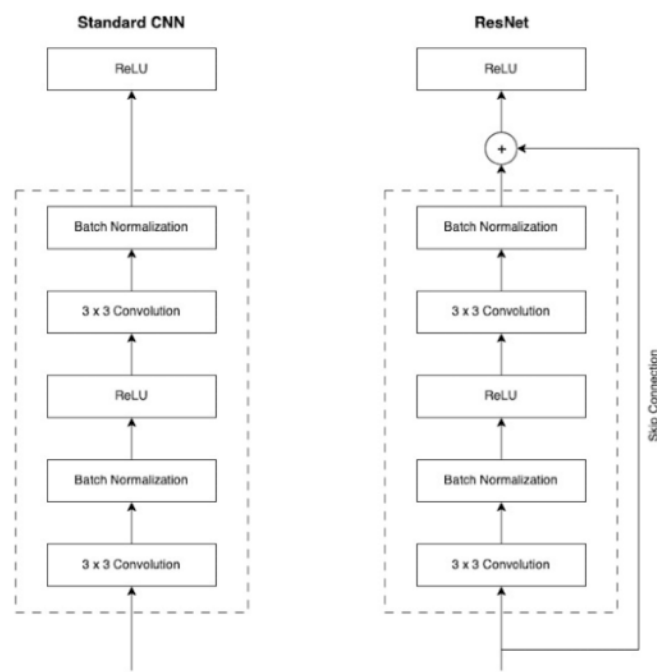 Standard CNN
ReLU
Batch Normalization
3 x 3 Convolution
ReLU
Batch Normalization
3 x 3 Convolution
ResNet
ReLU
+
Batch Normalization
3 x 3 Convolution
ReLU
Batch Normalization
3 x 3 Convolution
Skip Connection